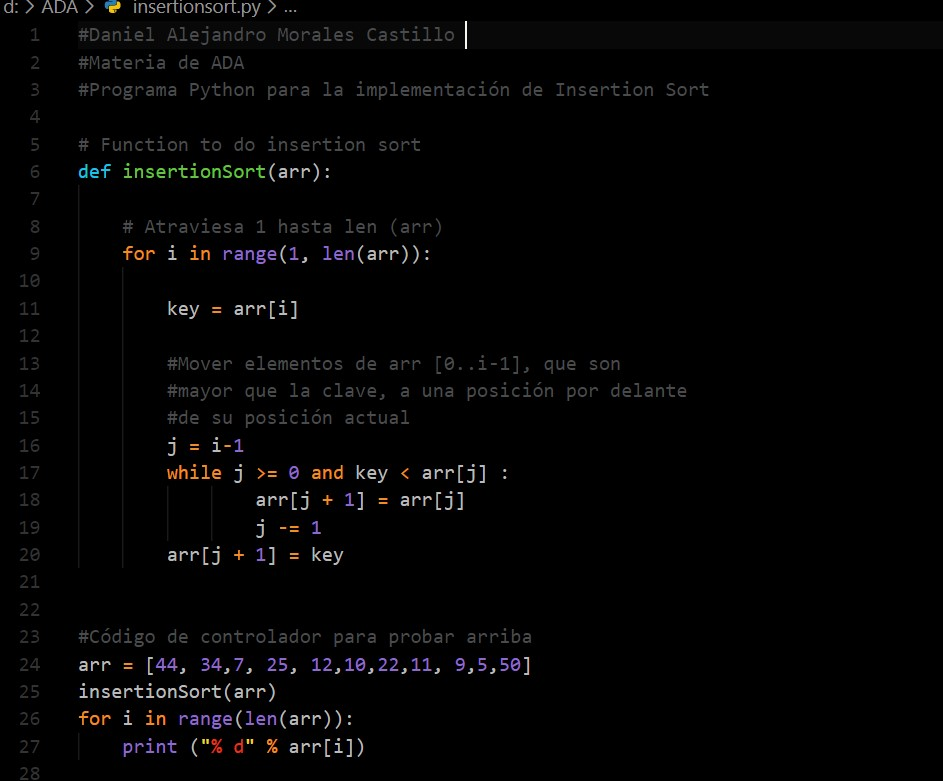 d: > ADA > insertionsort.py > ...
1 #Daniel Alejandro Morales Castillo
2 #Materia de ADA
3 #Programa Python para la implementación de Insertion Sort
4
5 # Function to do insertion sort
6 def insertionSort(arr):
7
8 # Atraviesa 1 hasta len (arr)
9 for i in range(1, len(arr)):
10
11 key = arr[i]
12
13 #Mover elementos de arr [0..i-1], que son
14 #mayor que la clave, a una posición por delante
15 #de su posición actual
16 j = i-1
17 while j >= 0 and key < arr[j] :
18 arr[j + 1] = arr[j]
19 j -= 1
20 arr[j + 1] = key
21
22
23 #Código de controlador para probar arriba
24 arr = [44, 34,7, 25, 12,10,22,11, 9,5,50]
25 insertionSort(arr)
26 for i in range(len(arr)):
27 print ("% d" % arr[i])
28